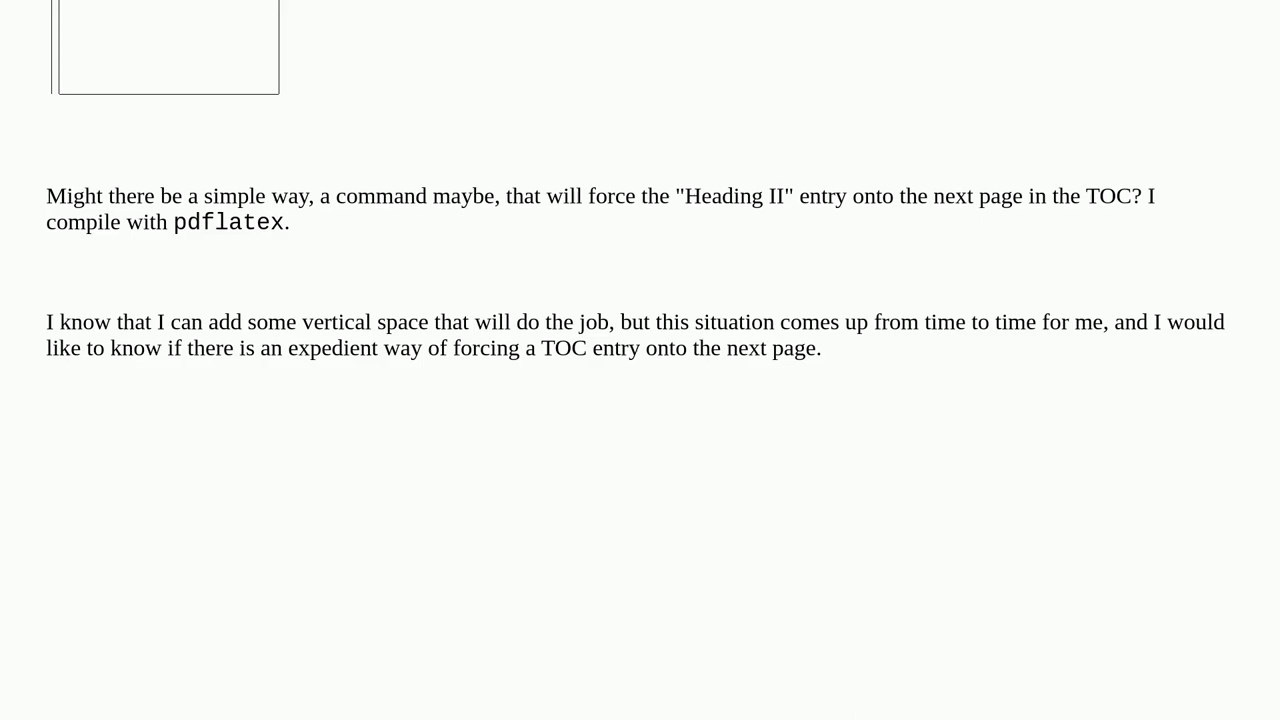 Might there be a simple way, a command maybe, that will force the "Heading II" entry onto the next page in the TOC? I
compile with pdflatex.
I know that I can add some vertical space that will do the job, but this situation comes up from time to time for me, and I would
like to know if there is an expedient way of forcing a TOC entry onto the next page.